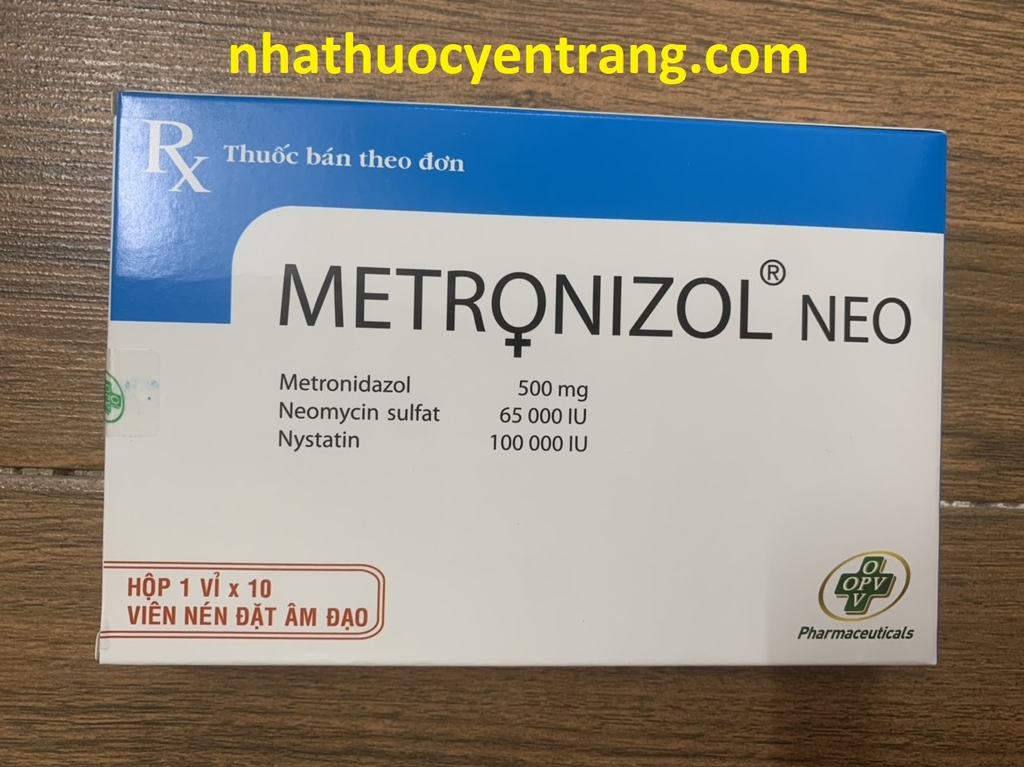 nhathuocyentrang.com
Rx Thuốc bán theo đơn
METRONIZOL® NEO
Metronidazol 500 mg
Neomycin sulfat 65 000 IU
Nystatin 100 000 IU
HỘP 1 VỈ x 10
VIÊN NÉN ĐẶT ÂM ĐẠO
OPV
Pharmaceuticals